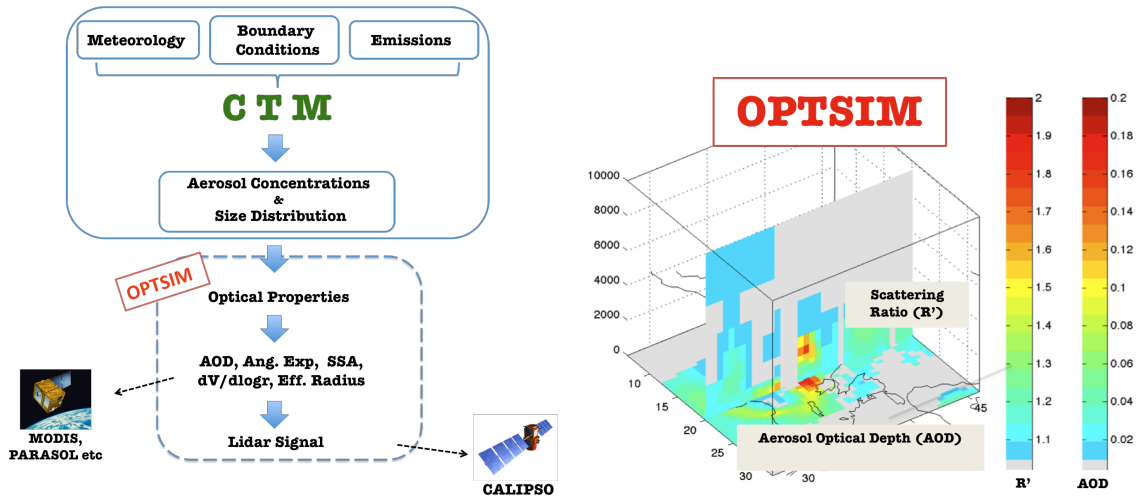 Meteorology
Boundary
Conditions
Emissions
C T M
Aerosol Concentrations
&
Size Distribution
OPTSIM
Optical Properties
AOD, Ang. Exp, SSA,
dV/dlogr, Eff. Radius
Lidar Signal
MODIS,
PARASOL etc
CALIPSO
OPTSIM
10000
8000
6000
4000
2000
0
10
15
20
25
30
30
45
Scattering
Ratio (R')
Aerosol Optical Depth (AOD)
2
1.9
1.8
1.7
1.6
1.5
1.4
1.3
1.2
1.1
R'
0.2
0.18
0.16
0.14
0.12
0.1
0.08
0.06
0.04
0.02
AOD